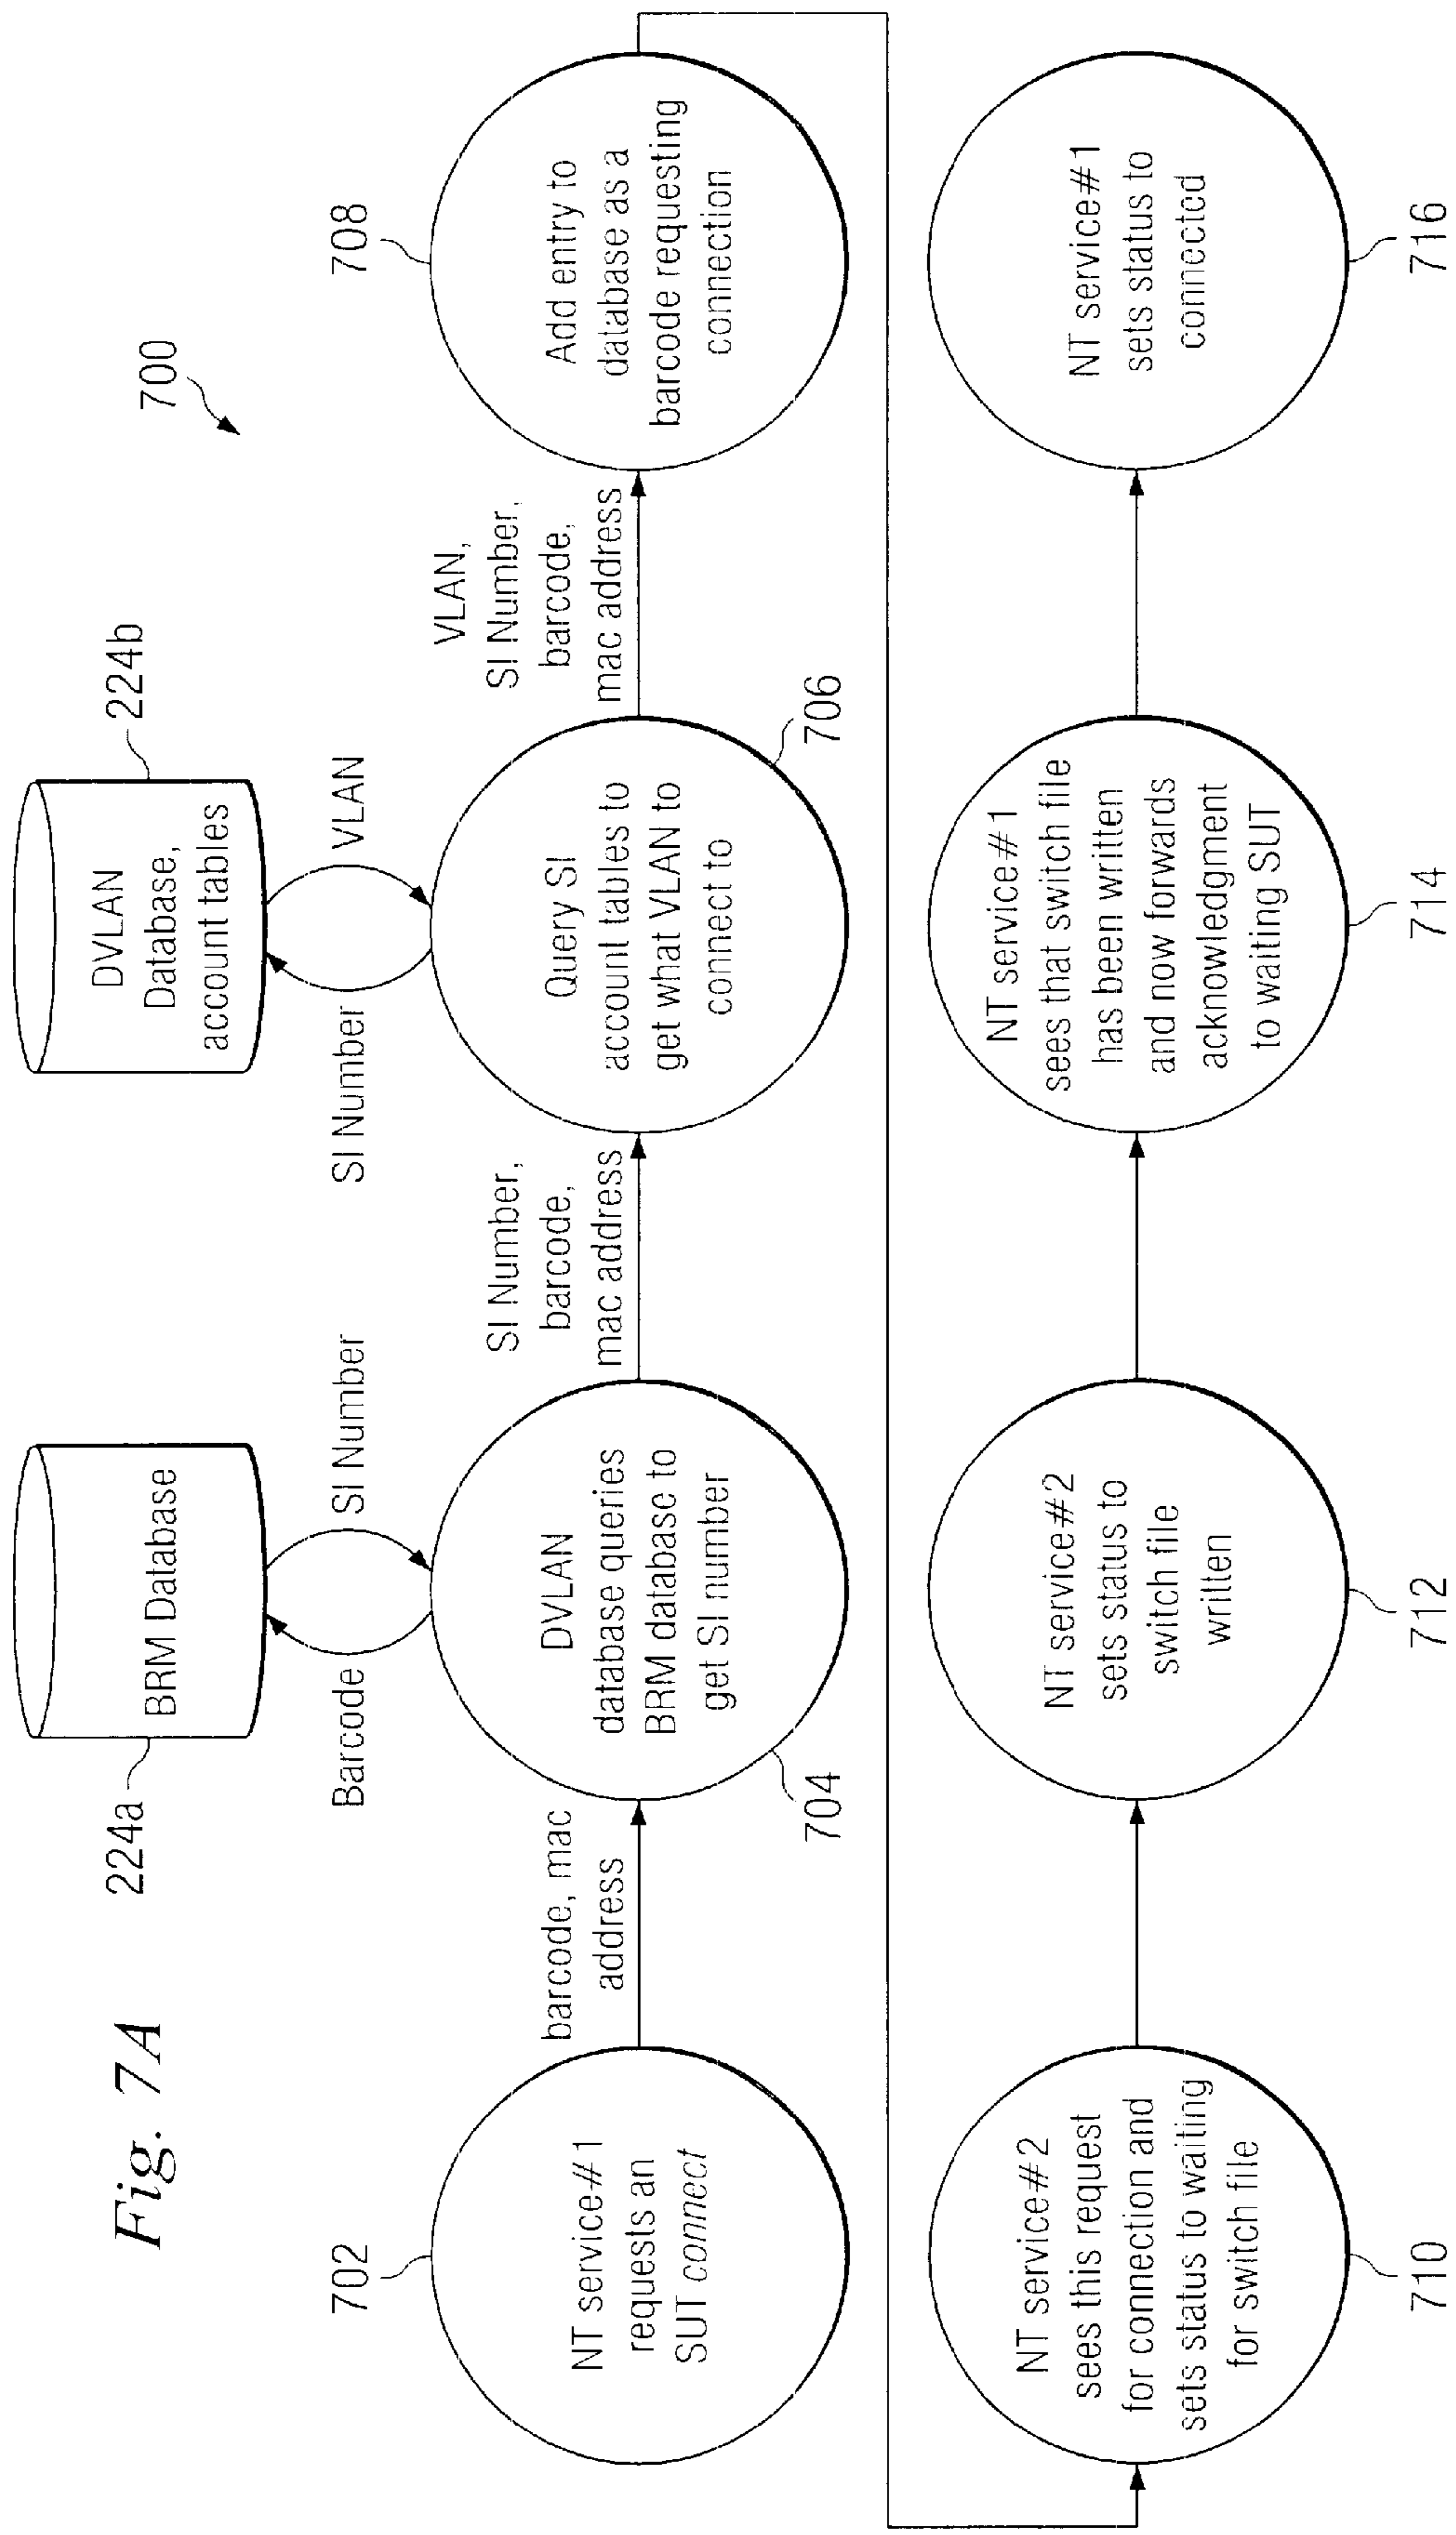 Fig. 7A
700
224a
BRM Database
224b
DVLAN
Database,
account tables
Barcode
SI Number
SI Number
VLAN
702
NT service#1
requests an
SUT connect
barcode, mac
address
704
DVLAN
database queries
BRM database to
get SI number
SI Number,
barcode,
mac address
706
Query SI
account tables to
get what VLAN to
connect to
VLAN,
SI Number,
barcode,
mac address
708
Add entry to
database as a
barcode requesting
connection
NT service#2
sees this request
for connection and
sets status to waiting
for switch file
710
NT service#2
sets status to
switch file
written
712
NT service#1
sees that switch file
has been written
and now forwards
acknowledgment
to waiting SUT
714
NT service#1
sets status to
connected
716